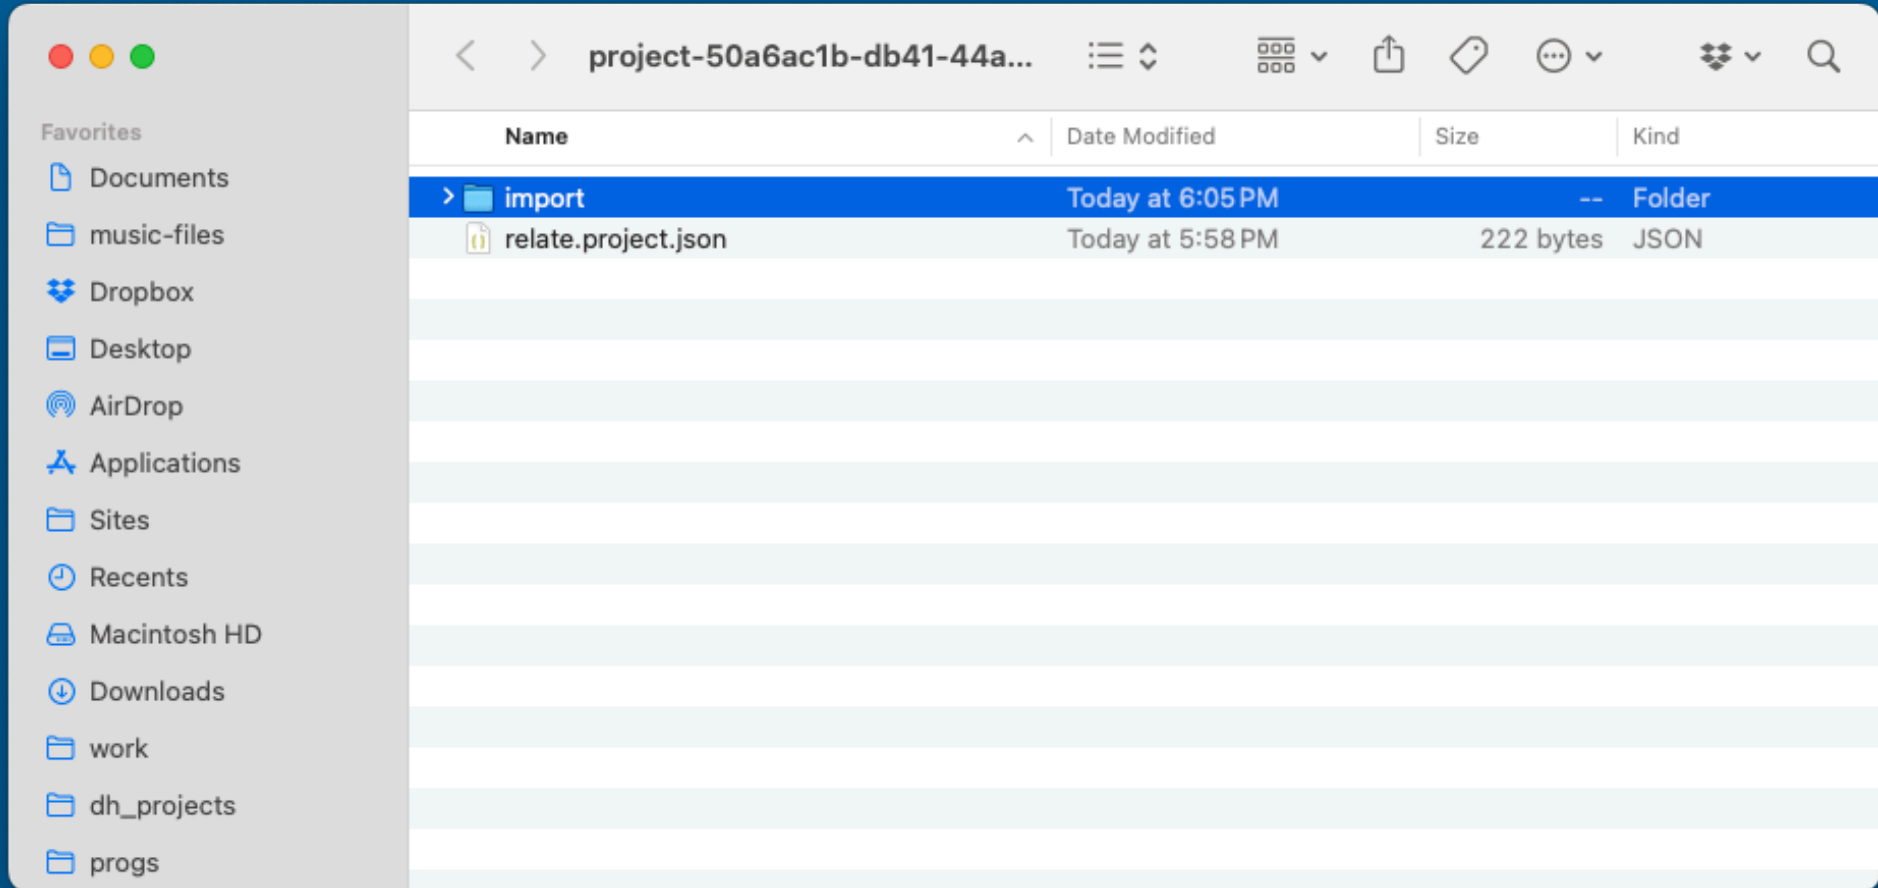 project-50a6ac1b-db41-44a...
Favorites
Documents
music-files
Dropbox
Desktop
AirDrop
Applications
Sites
Recents
Macintosh HD
Downloads
work
dh_projects
progs
Name Date Modified Size Kind
import Today at 6:05 PM -- Folder
relate.project.json Today at 5:58 PM 222 bytes JSON